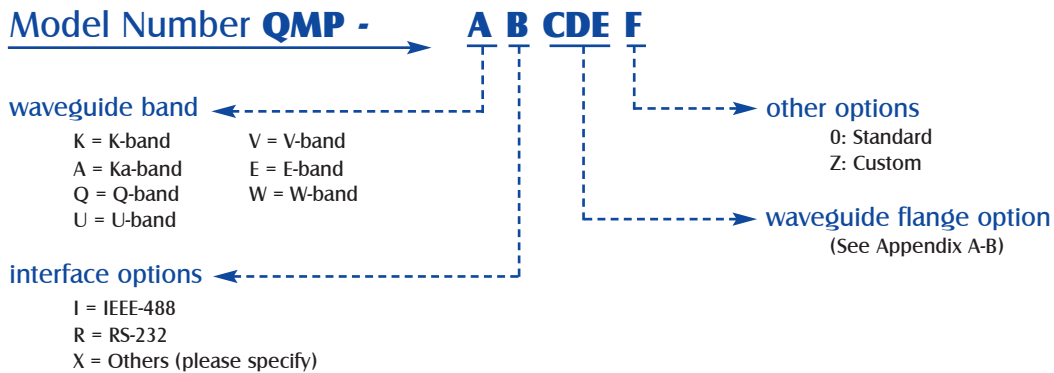 Model Number QMP - A B CDE F
waveguide band
K = K-band V = V-band
A = Ka-band E = E-band
Q = Q-band W = W-band
U = U-band
other options
0: Standard
Z: Custom
waveguide flange option
(See Appendix A-B)
interface options
I = IEEE-488
R = RS-232
X = Others (please specify)